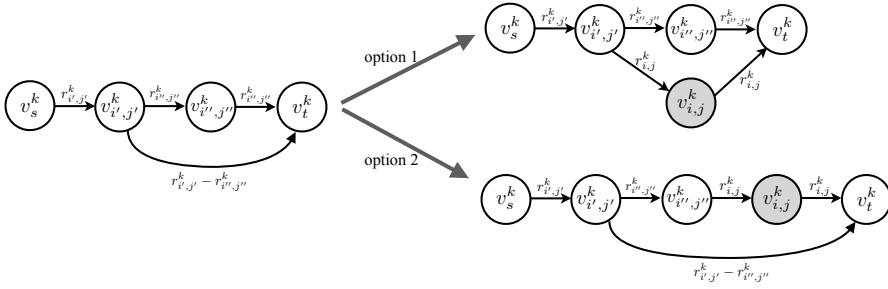 v_s^k r_{i',j'}^k v_{i',j'}^k r_{i'',j''}^k v_{i'',j''}^k r_{i'',j''}^k v_t^k
r_{i',j'}^k − r_{i'',j''}^k
option 1
v_s^k r_{i',j'}^k v_{i',j'}^k r_{i'',j''}^k v_{i'',j''}^k r_{i'',j''}^k v_t^k
r_{i,j}^k v_{i,j}^k r_{i,j}^k
option 2
v_s^k r_{i',j'}^k v_{i',j'}^k r_{i'',j''}^k v_{i'',j''}^k r_{i,j}^k v_{i,j}^k r_{i,j}^k v_t^k
r_{i',j'}^k − r_{i'',j''}^k